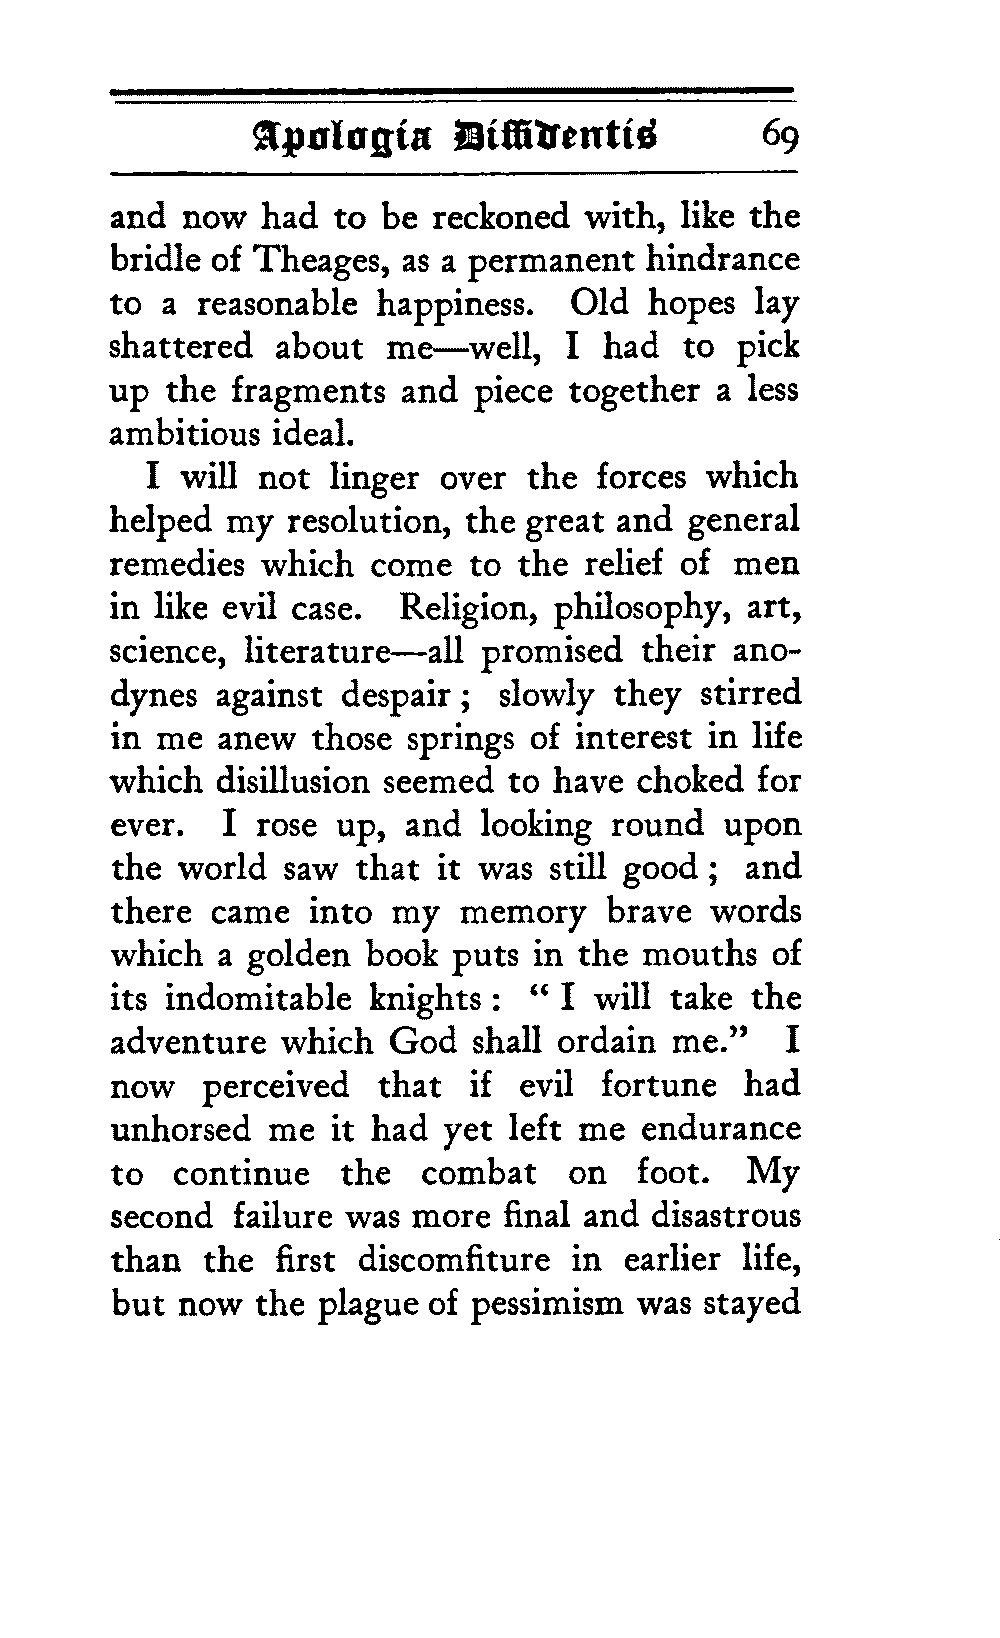 Apologia Diffidentis 69
and now had to be reckoned with, like the
bridle of Theages, as a permanent hindrance
to a reasonable happiness. Old hopes lay
shattered about me—well, I had to pick
up the fragments and piece together a less
ambitious ideal.
I will not linger over the forces which
helped my resolution, the great and general
remedies which come to the relief of men
in like evil case. Religion, philosophy, art,
science, literature—all promised their ano-
dynes against despair ; slowly they stirred
in me anew those springs of interest in life
which disillusion seemed to have choked for
ever. I rose up, and looking round upon
the world saw that it was still good ; and
there came into my memory brave words
which a golden book puts in the mouths of
its indomitable knights : “ I will take the
adventure which God shall ordain me.” I
now perceived that if evil fortune had
unhorsed me it had yet left me endurance
to continue the combat on foot. My
second failure was more final and disastrous
than the first discomfiture in earlier life,
but now the plague of pessimism was stayed